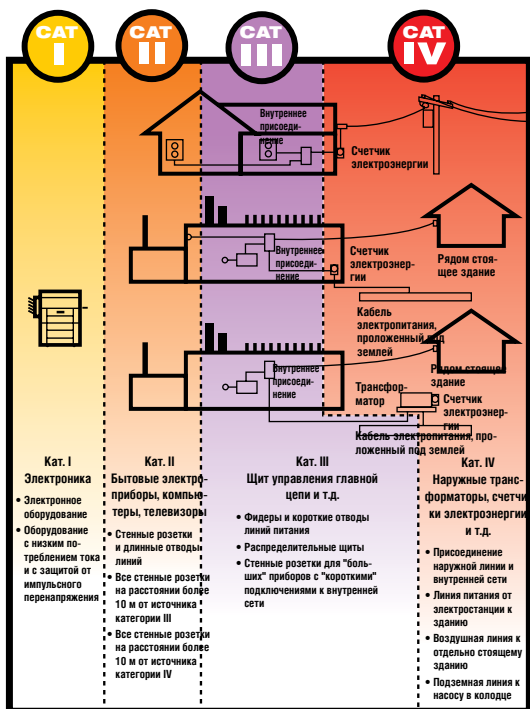 CAT
I
CAT
II
CAT
III
CAT
IV
Внутреннее
присоеди-
нение
Счетчик
электроэнергии
Внутреннее
присоеди-
нение
Счетчик
электроэнер-
гии
Рядом стоя-
щее здание
Кабель
электропитания,
проложенный под
землей
Внутреннее
присоеди-
нение
Трансфор-
матор
Рядом стоящее
здание
Счетчик
электроэнер-
гии
Кабель электропитания, про-
ложенный под землей
Кат. I
Электроника
• Электронное
оборудование
• Оборудование
с низким по-
треблением тока
и с защитой от
импульсного
перенапряжения
Кат. II
Бытовые электро-
приборы, компью-
теры, телевизоры
• Стенные розетки
и длинные отводы
линий
• Все стенные розетки
на расстоянии более
10 м от источника
категории III
• Все стенные розетки
на расстоянии более
10 м от источника
категории IV
Кат. III
Щит управления главной
цепи и т.д.
• Фидеры и короткие отводы
линий питания
• Распределительные щиты
• Стенные розетки для "боль-
ших" приборов с "короткими"
подключениями к внутренней
сети
Кат. IV
Наружные транс-
форматоры, счетчи-
ки электроэнергии
и т.д.
• Присоединение
наружной линии и
внутренней сети
• Линия питания от
электростанции к
зданию
• Воздушная линия к
отдельно стоящему
зданию
• Подземная линия к
насосу в колодце